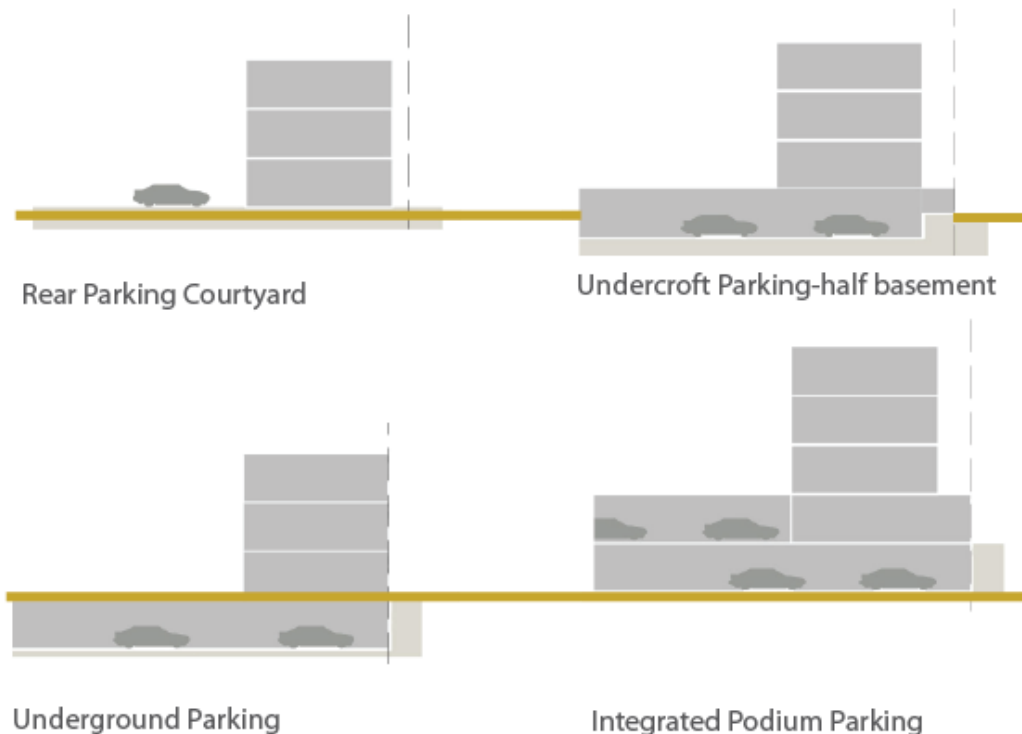 Rear Parking Courtyard
Undercroft Parking-half basement
Underground Parking
Integrated Podium Parking